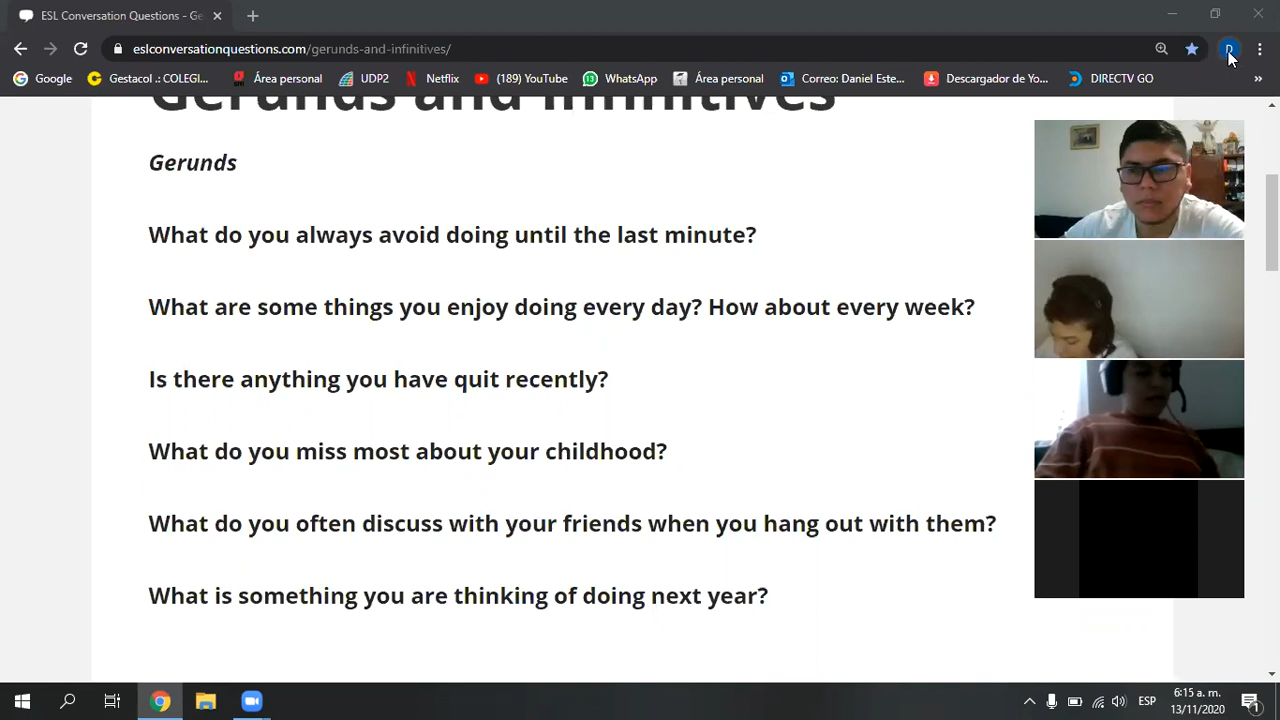 ESL Conversation Questions - Ge
eslconversationquestions.com/gerunds-and-infinitives/
D
Google
Gestacol .: COLEGI...
Área personal
UDP2
Netflix
(189) YouTube
13
WhatsApp
Área personal
Correo: Daniel Este...
Descargador de Yo...
DIRECTV GO
»
Gerunds and Infinitives
Gerunds
What do you always avoid doing until the last minute?
What are some things you enjoy doing every day? How about every week?
Is there anything you have quit recently?
What do you miss most about your childhood?
What do you often discuss with your friends when you hang out with them?
What is something you are thinking of doing next year?
ESP
6:15 a. m.
13/11/2020
1